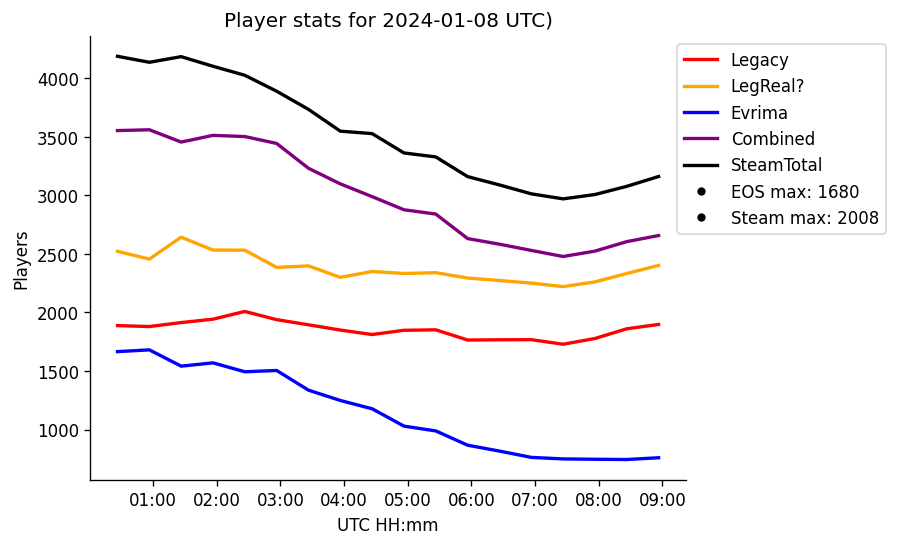 Player stats for 2024-01-08 UTC)
Legacy
LegReal?
Evrima
Combined
SteamTotal
EOS max: 1680
Steam max: 2008
Players
4000
3500
3000
2500
2000
1500
1000
01:00 02:00 03:00 04:00 05:00 06:00 07:00 08:00 09:00
UTC HH:mm